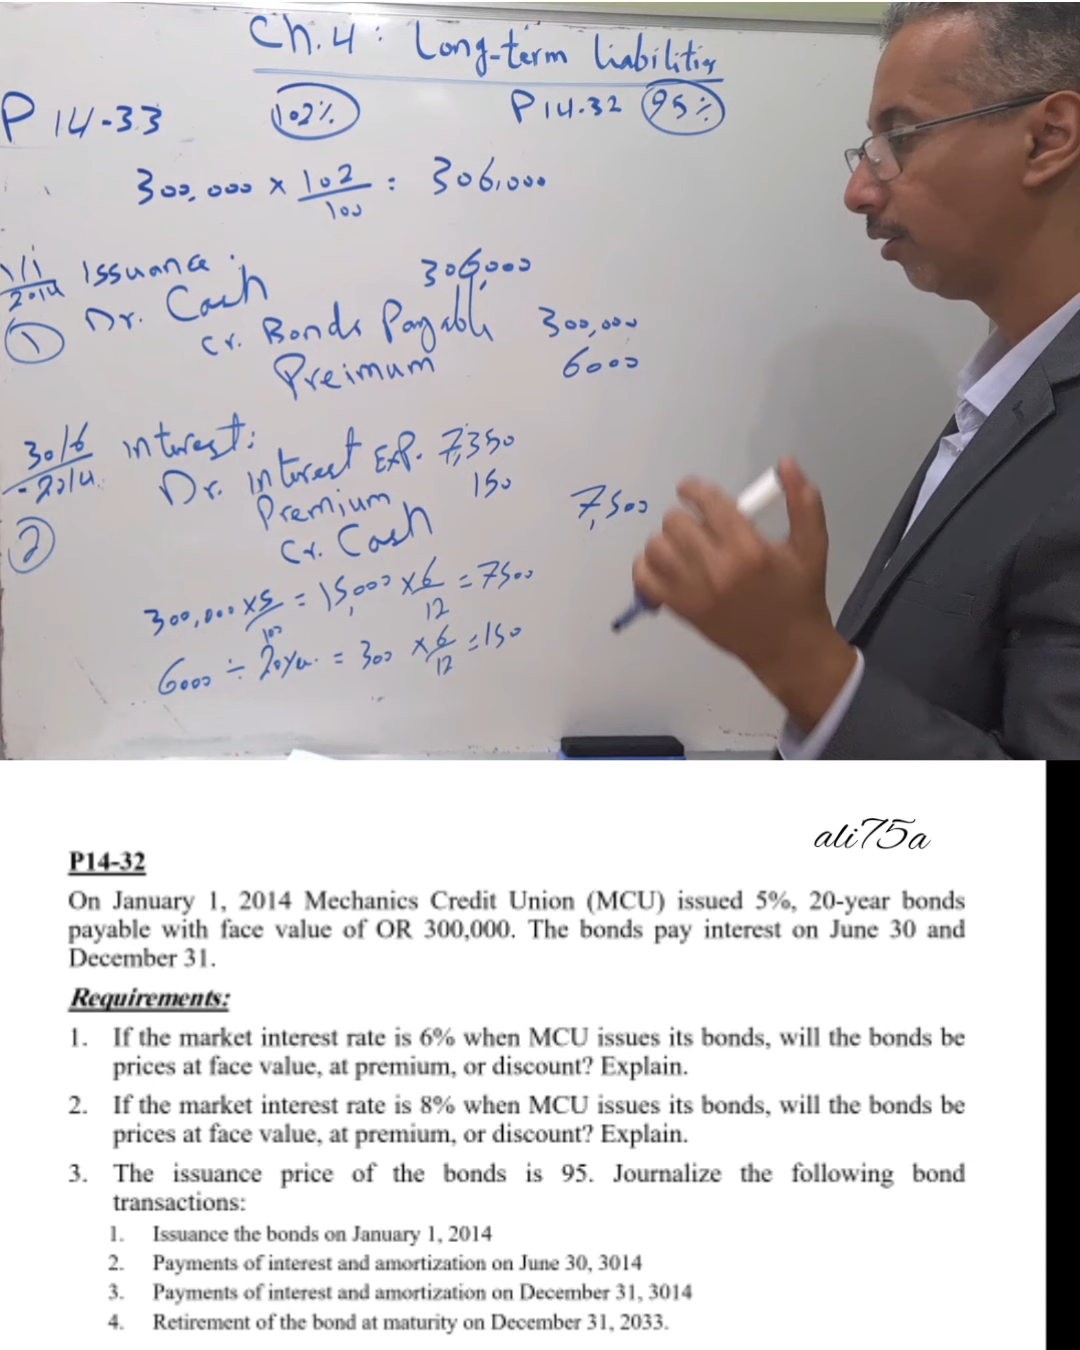 Ch.4: Long-term liabilities
P 14-33 102% P14.32 95%
300,000 x 102/100 = 306,000
1/1/2014 Issuance:
① Dr. Cash 306,000
Cr. Bonds Payable 300,000
Preimum 6000
30/6/2014 interest:
② Dr. Interest Exp. 7,350
Premium 150
Cr. Cash 7,500
300,000 x 5/100 = 15,000 x 6/12 = 7500
6000 ÷ 20 yea. = 300 x 6/12 = 150
ali75a
P14-32
On January 1, 2014 Mechanics Credit Union (MCU) issued 5%, 20-year bonds
payable with face value of OR 300,000. The bonds pay interest on June 30 and
December 31.
Requirements:
1. If the market interest rate is 6% when MCU issues its bonds, will the bonds be
prices at face value, at premium, or discount? Explain.
2. If the market interest rate is 8% when MCU issues its bonds, will the bonds be
prices at face value, at premium, or discount? Explain.
3. The issuance price of the bonds is 95. Journalize the following bond
transactions:
1. Issuance the bonds on January 1, 2014
2. Payments of interest and amortization on June 30, 3014
3. Payments of interest and amortization on December 31, 3014
4. Retirement of the bond at maturity on December 31, 2033.